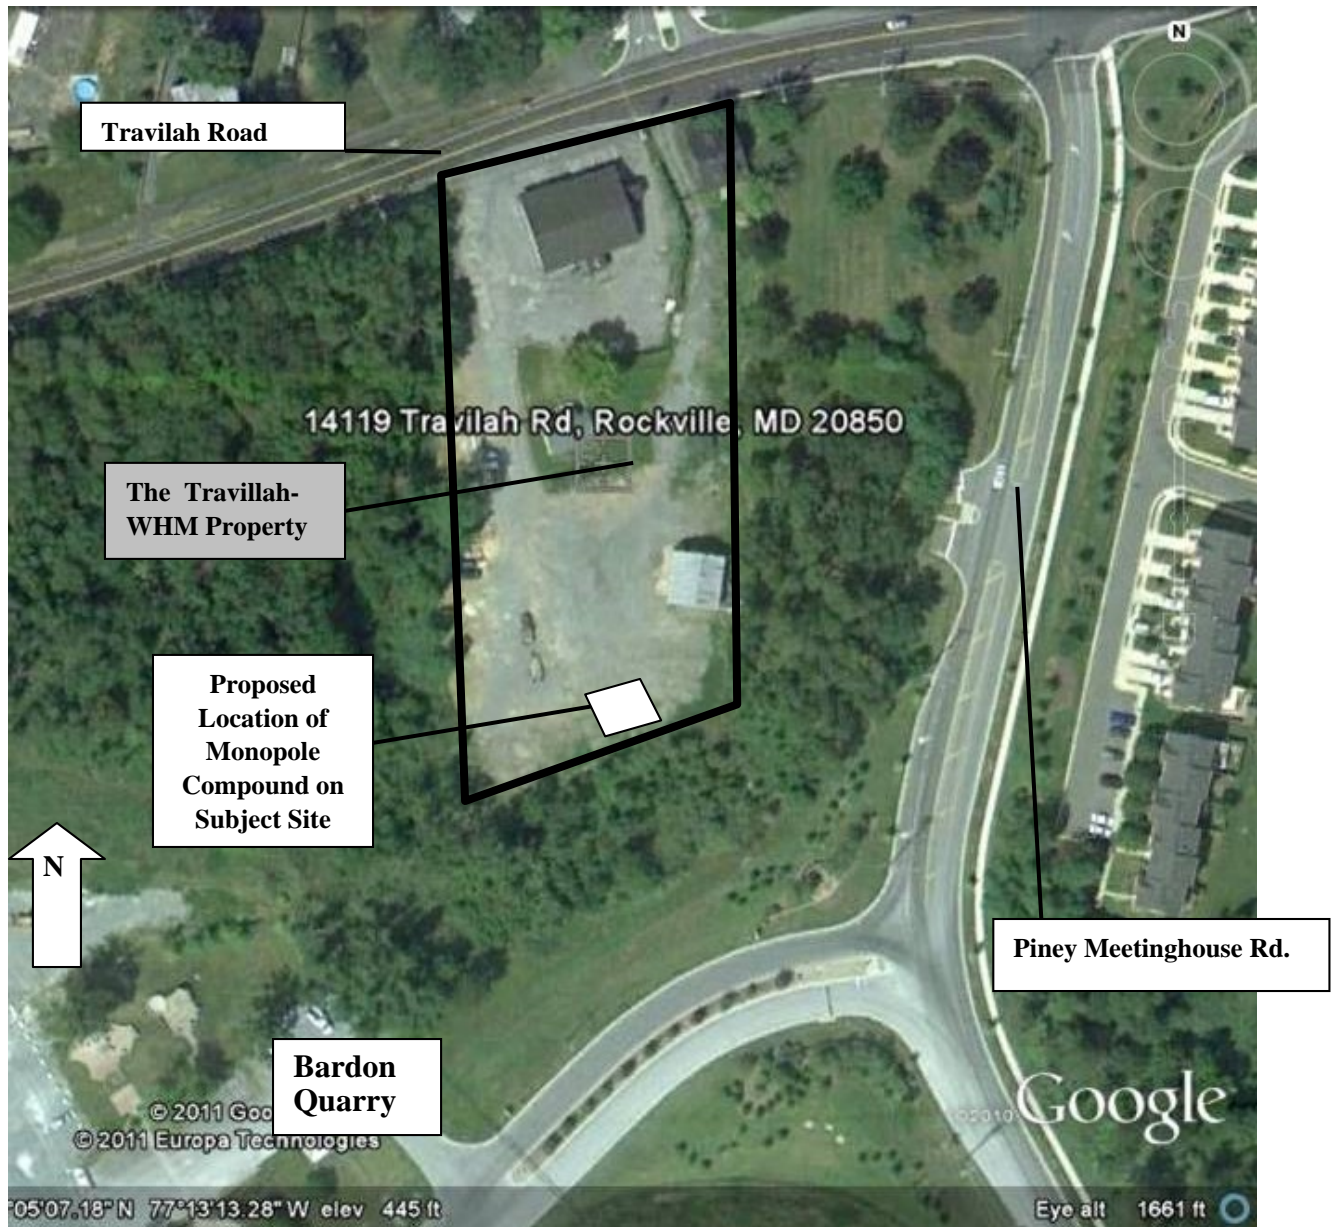 N
Travilah Road
14119 Travilah Rd, Rockville, MD 20850
The Travillah-
WHM Property
Proposed
Location of
Monopole
Compound on
Subject Site
N
Piney Meetinghouse Rd.
Bardon
Quarry
© 2011 Goo
© 2011 Europa Technologies
©2010 Google
°05'07.18" N 77°13'13.28" W elev 445 ft
Eye alt 1661 ft